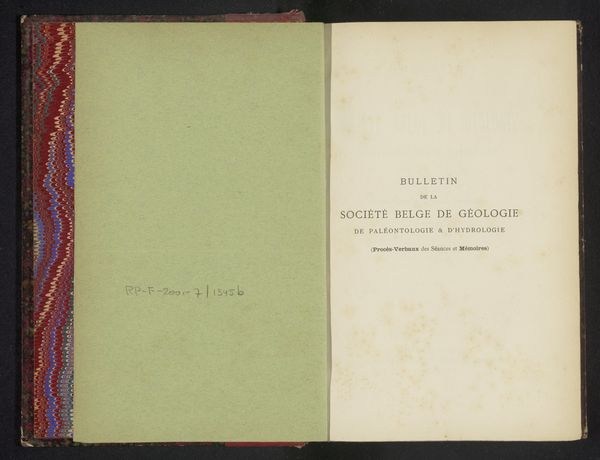 RP-F-2001-7/1345b
BULLETIN
DE LA
SOCIÉTÉ BELGE DE GÉOLOGIE
DE PALÉONTOLOGIE & D'HYDROLOGIE
(Procès-Verbaux des Séances et Mémoires)